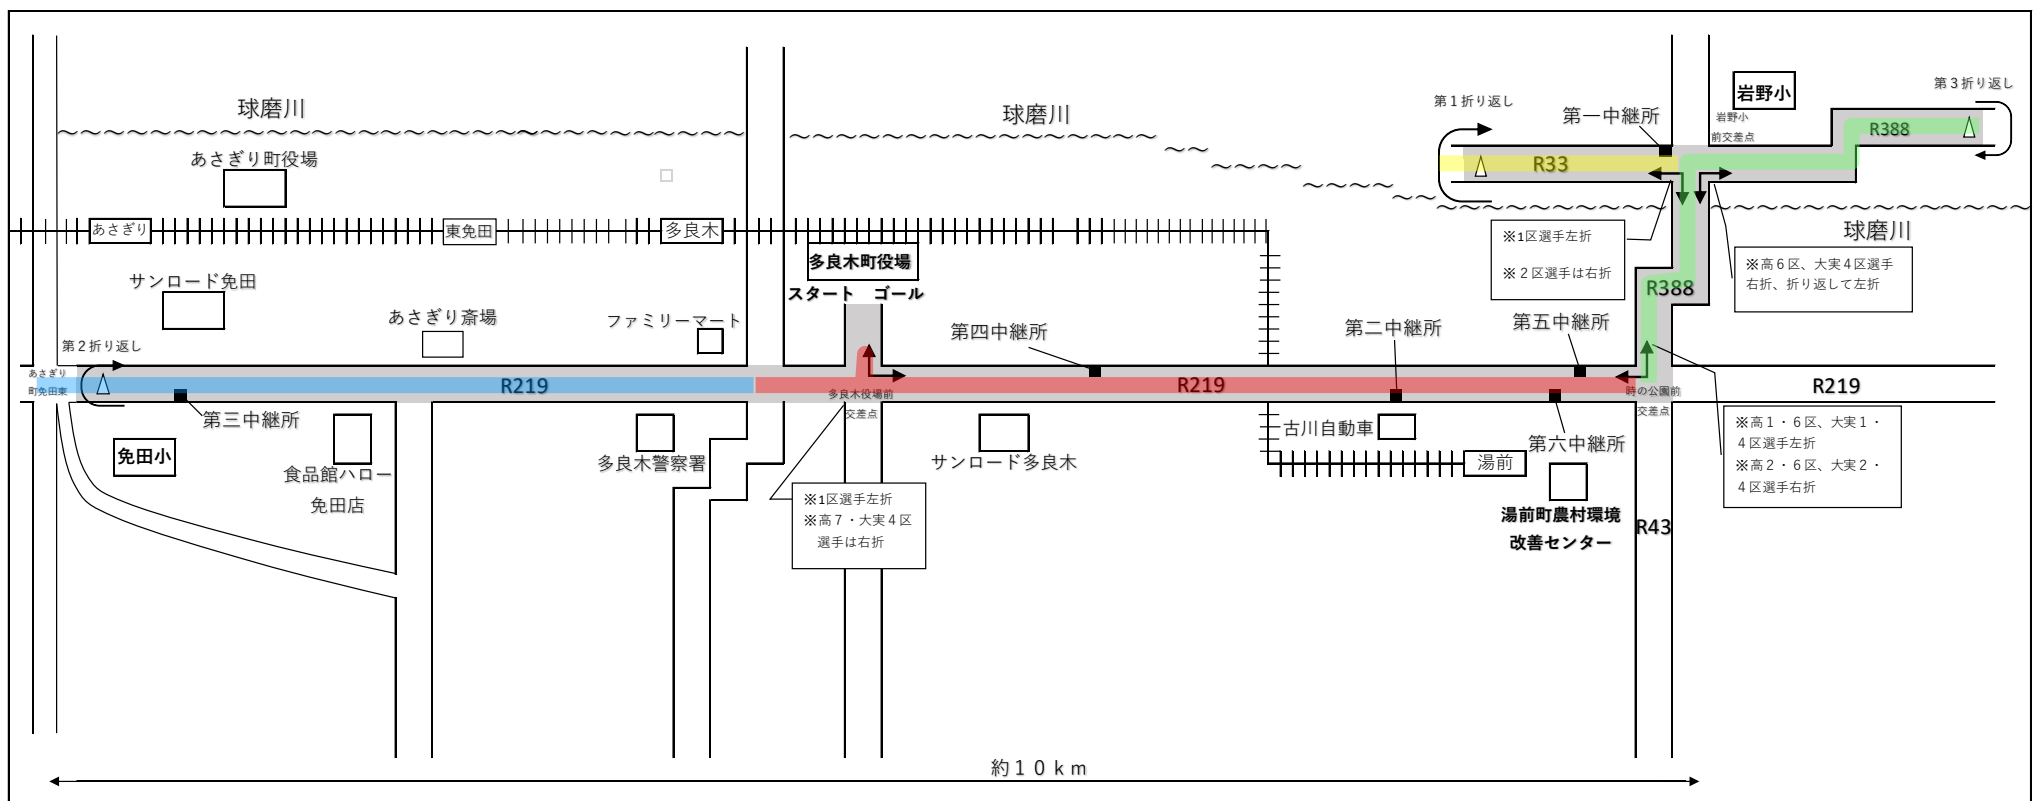 球磨川
球磨川
第１折り返し
第一中継所
岩野小
岩野小
前交差点
第３折り返し
R388
R33
あさぎり町役場
あさぎり
東免田
多良木
多良木町役場
スタート　ゴール
※1区選手左折
※２区選手は右折
球磨川
※高６区、大実４区選手
右折、折り返して左折
R388
サンロード免田
あさぎり斎場
ファミリーマート
第四中継所
第二中継所
第五中継所
第２折り返し
あさぎり
町免田東
R219
多良木役場前
交差点
R219
時の公園前
交差点
R219
第三中継所
免田小
食品館ハロー
免田店
多良木警察署
サンロード多良木
古川自動車
湯前
第六中継所
湯前町農村環境
改善センター
R43
※高１・６区、大実１・
４区選手左折
※高２・６区、大実２・
４区選手右折
※1区選手左折
※高７・大実４区
選手は右折
約１０ｋｍ